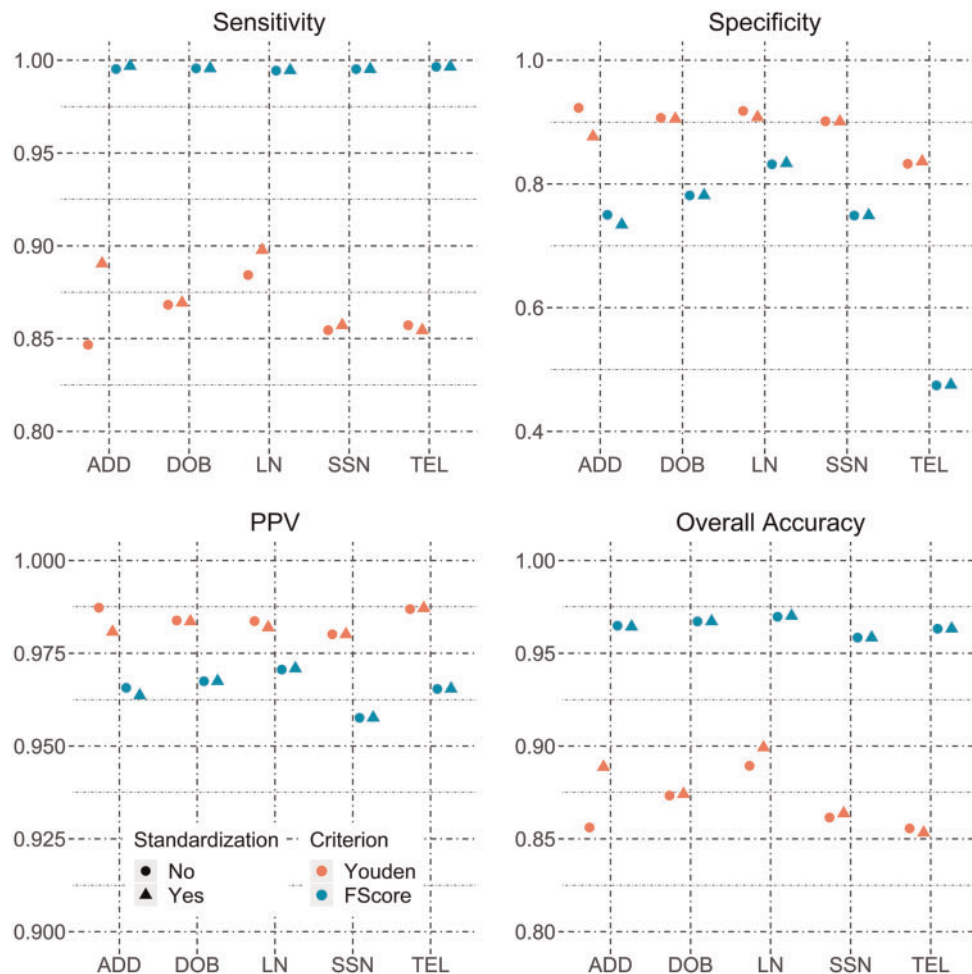 Sensitivity
1.00
0.95
0.90
0.85
0.80
ADD DOB LN SSN TEL
Specificity
1.0
0.8
0.6
0.4
ADD DOB LN SSN TEL
PPV
1.000
0.975
0.950
0.925
0.900
Standardization
No
Yes
Criterion
Youden
FScore
ADD DOB LN SSN TEL
Overall Accuracy
1.00
0.95
0.90
0.85
0.80
ADD DOB LN SSN TEL